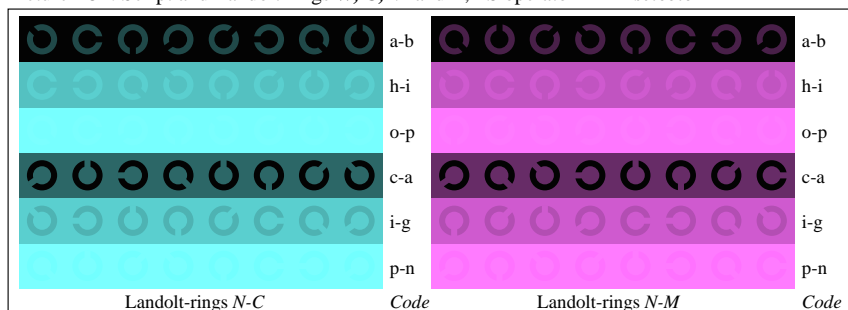 a-b a-b
h-i h-i
o-p o-p
c-a c-a
i-g i-g
p-n p-n
Landolt-rings N-C Code Landolt-rings N-M Code